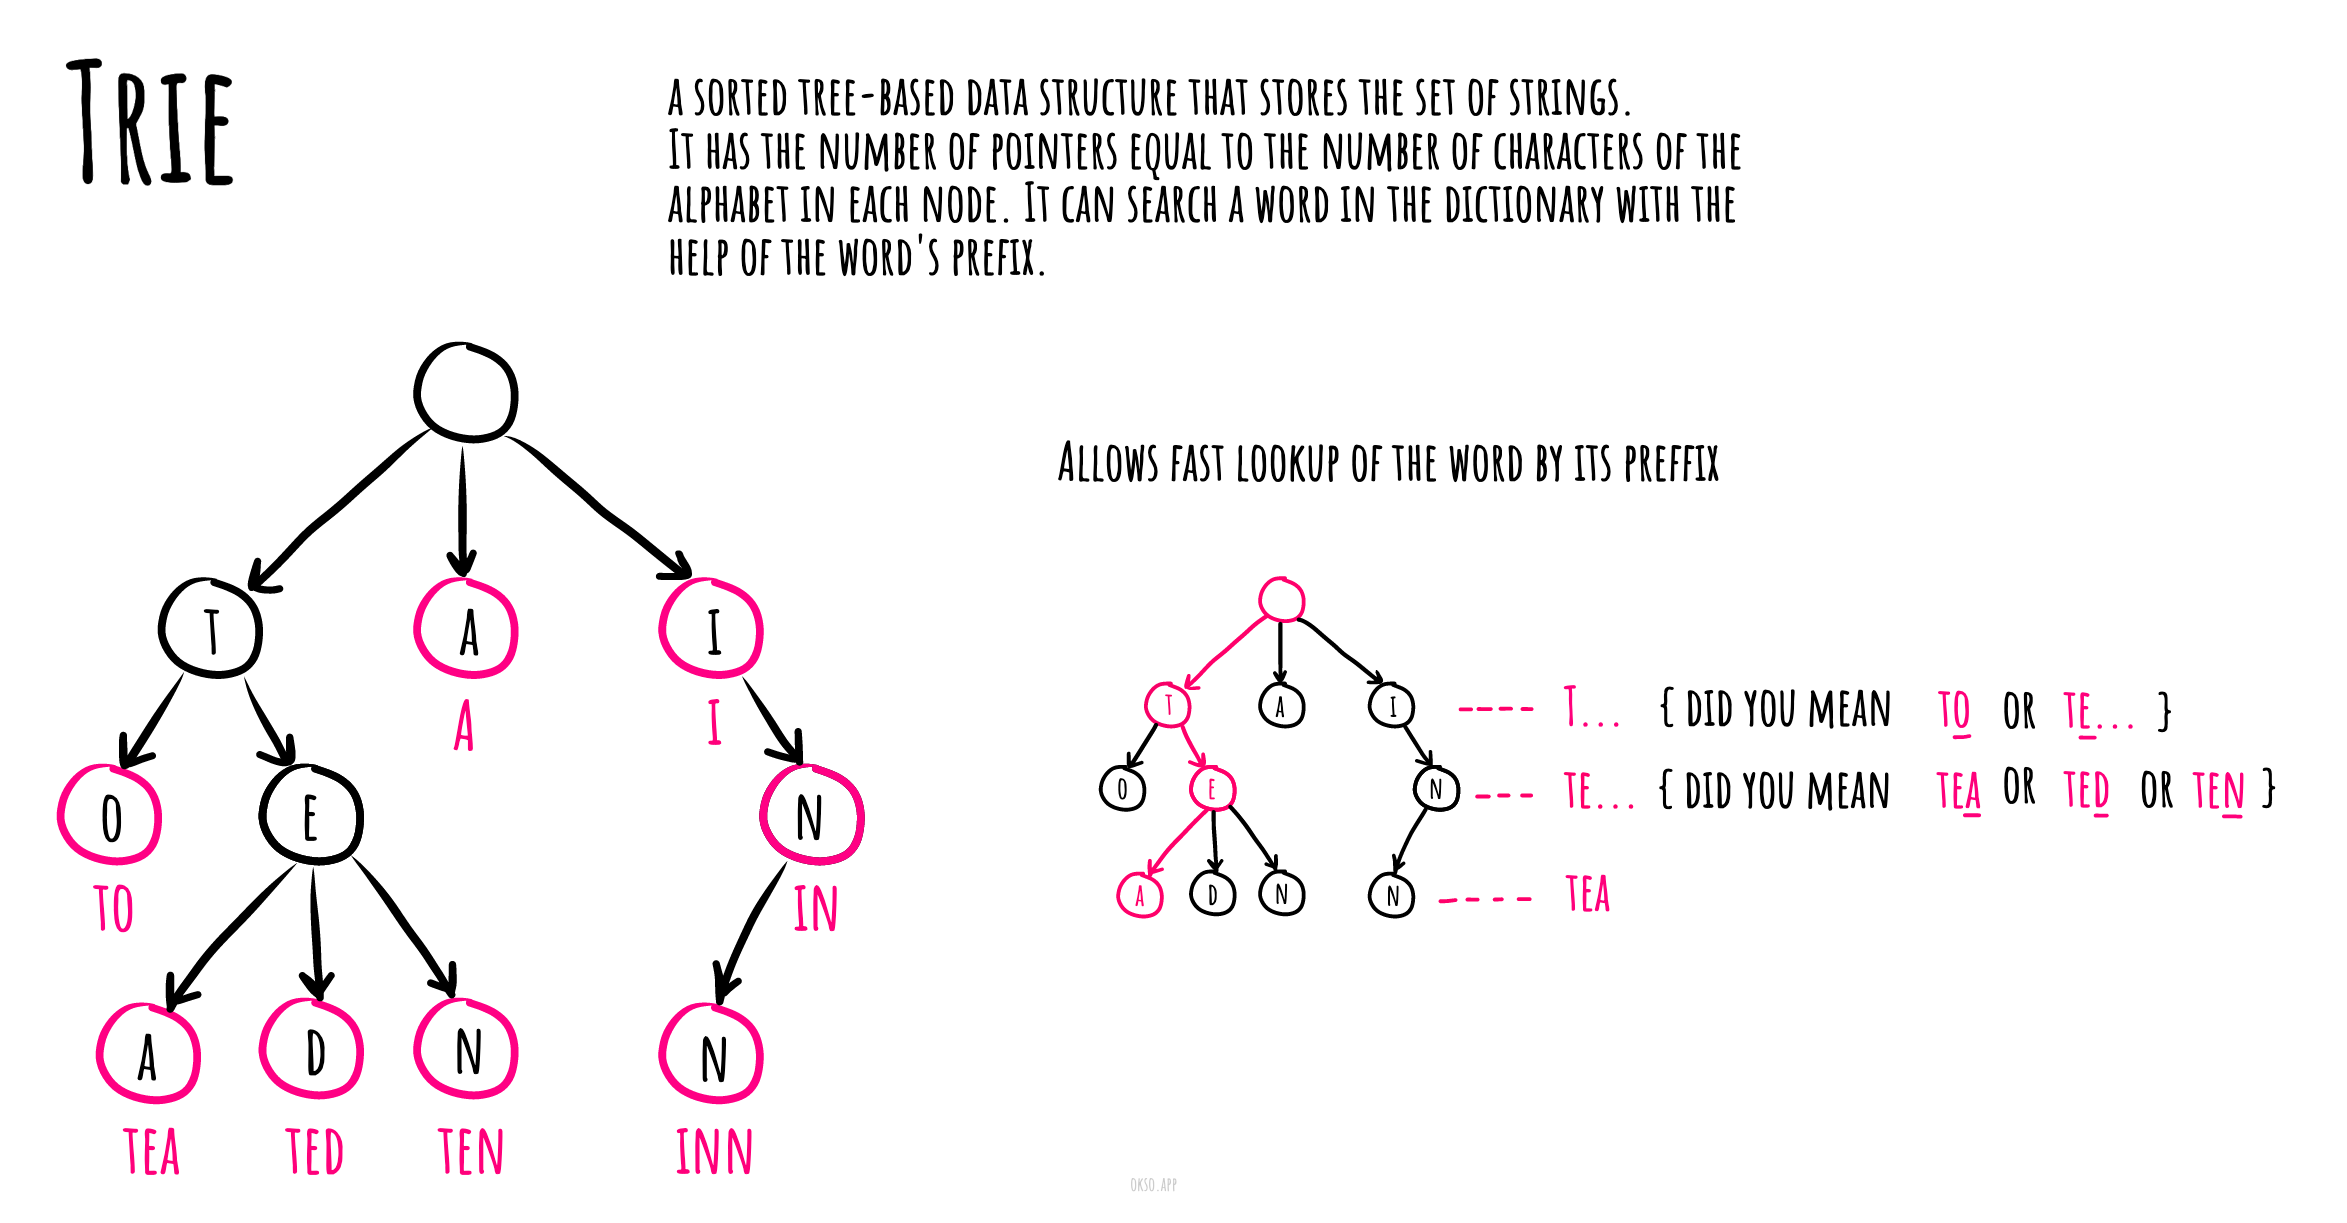 TRIE
A SORTED TREE-BASED DATA STRUCTURE THAT STORES THE SET OF STRINGS.
IT HAS THE NUMBER OF POINTERS EQUAL TO THE NUMBER OF CHARACTERS OF THE
ALPHABET IN EACH NODE. IT CAN SEARCH A WORD IN THE DICTIONARY WITH THE
HELP OF THE WORD'S PREFIX.
T A I
A I
O E N
TO IN
A D N N
TEA TED TEN INN
ALLOWS FAST LOOKUP OF THE WORD BY ITS PREFFIX
T A I ---- T... { DID YOU MEAN TO OR TE... }
O E N --- TE... { DID YOU MEAN TEA OR TED OR TEN }
A D N N ---- TEA
OKSO.APP